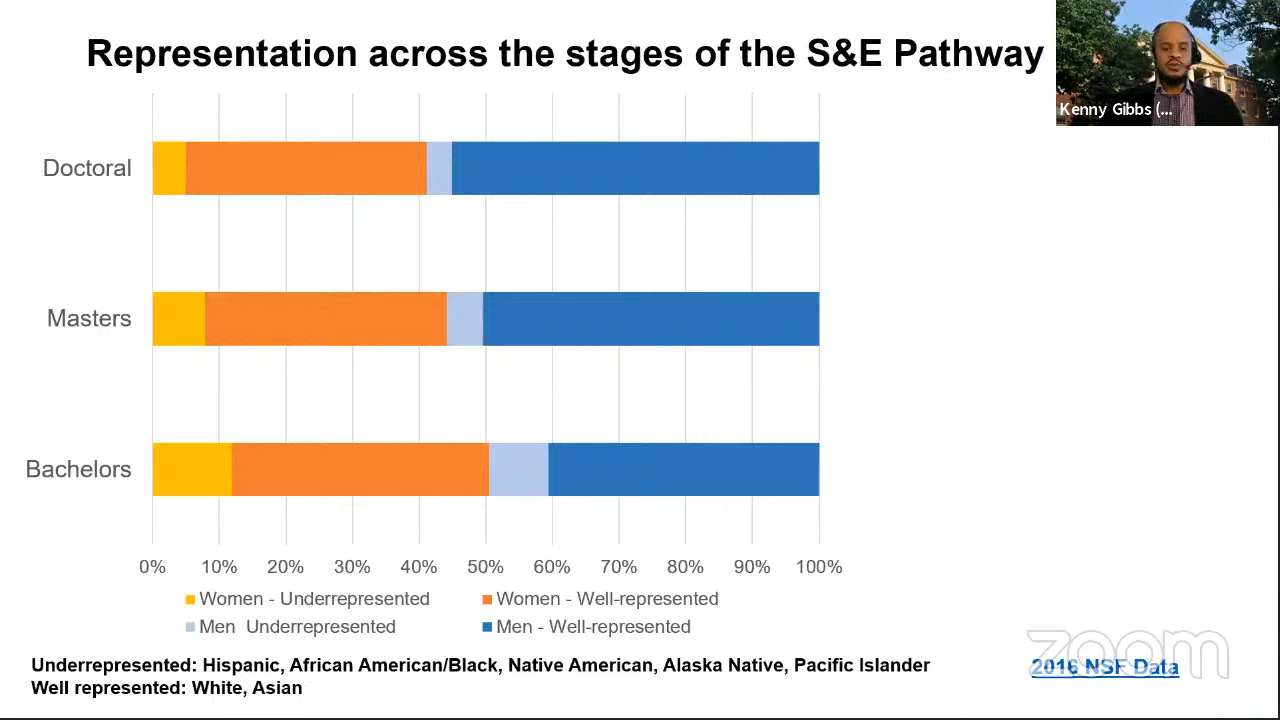 Representation across the stages of the S&E Pathway
Kenny Gibbs (...
Doctoral
Masters
Bachelors
0% 10% 20% 30% 40% 50% 60% 70% 80% 90% 100%
Women - Underrepresented Women - Well-represented
Men Underrepresented Men - Well-represented
Underrepresented: Hispanic, African American/Black, Native American, Alaska Native, Pacific Islander
Well represented: White, Asian
2016 NSF Data
zoom